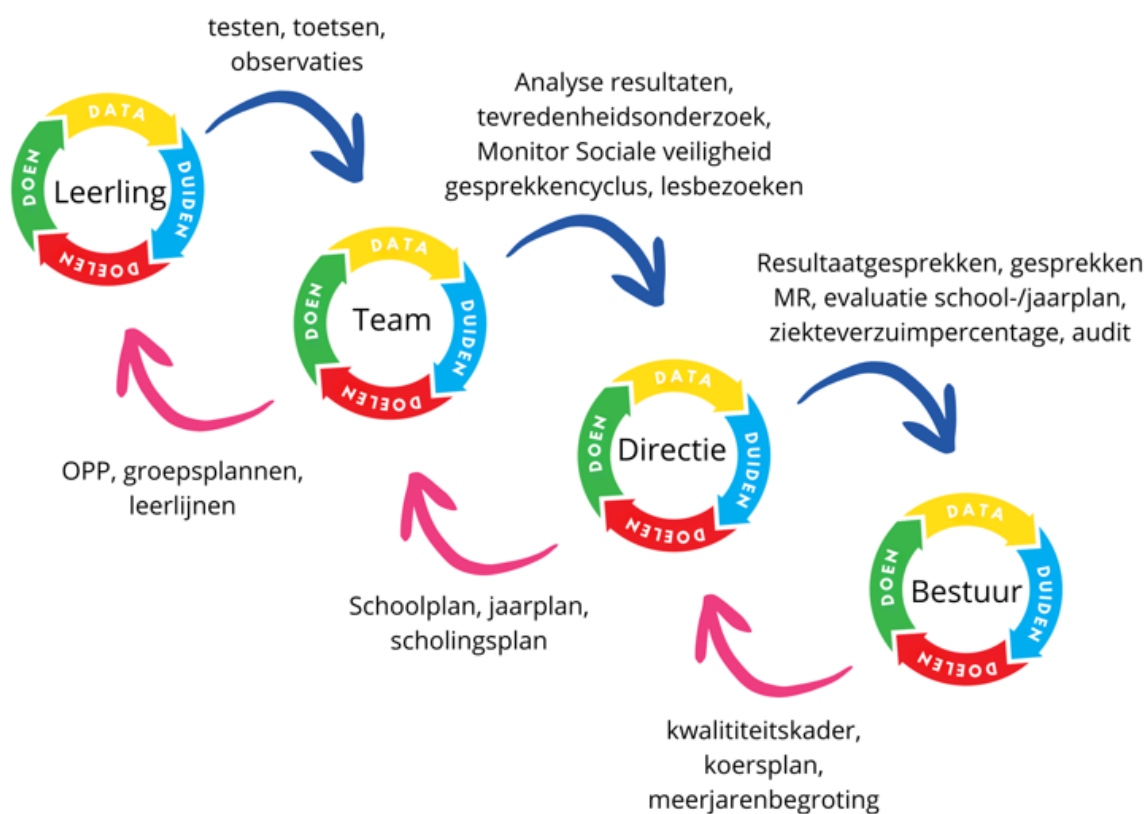 testen, toetsen,
observaties
DATA
DUIDEN
DOELEN
DOEN
Leerling
Analyse resultaten,
tevredenheidsonderzoek,
Monitor Sociale veiligheid
gesprekkencyclus, lesbezoeken
DATA
DUIDEN
DOELEN
DOEN
Team
Resultaatgesprekken, gesprekken
MR, evaluatie school-/jaarplan,
ziekteverzuimpercentage, audit
DATA
DUIDEN
DOELEN
DOEN
Directie
OPP, groepsplannen,
leerlijnen
DATA
DUIDEN
DOELEN
DOEN
Bestuur
Schoolplan, jaarplan,
scholingsplan
kwalititeitskader,
koersplan,
meerjarenbegroting